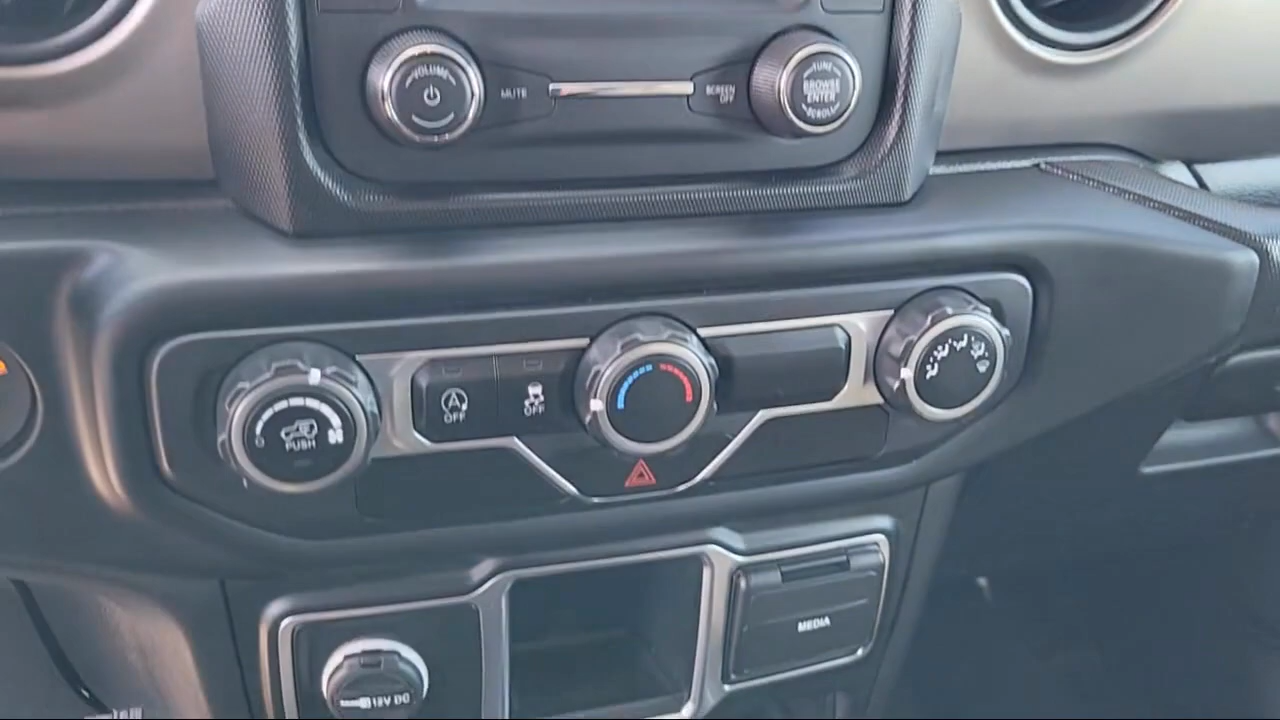 VOLUME
MUTE
SCREEN
OFF
TUNE
BROWSE
ENTER
SCROLL
OFF
OFF
PUSH
MEDIA
12V DC